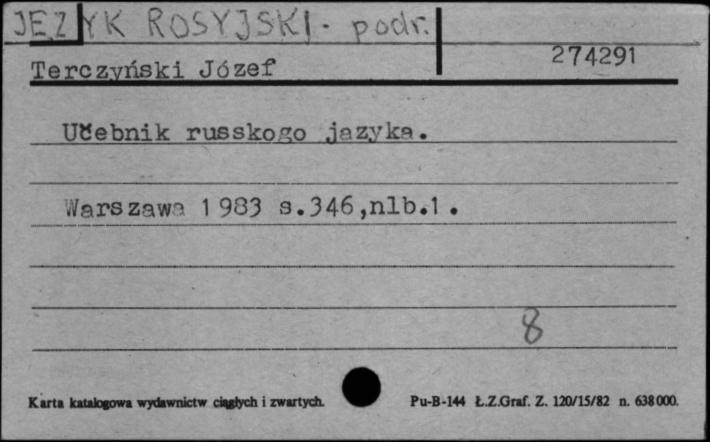 JĘZYK ROSYJSKI - podr.
274291
Terczyński Józef
Učebnik russkogo jazyka.
Warszawa 1983 s.346,nlb.1.
8
Karta katalogowa wydawnictw ciągłych i zwartych. Pu-B-144 Ł.Z.Graf. Z. 120/15/82 n. 638000.